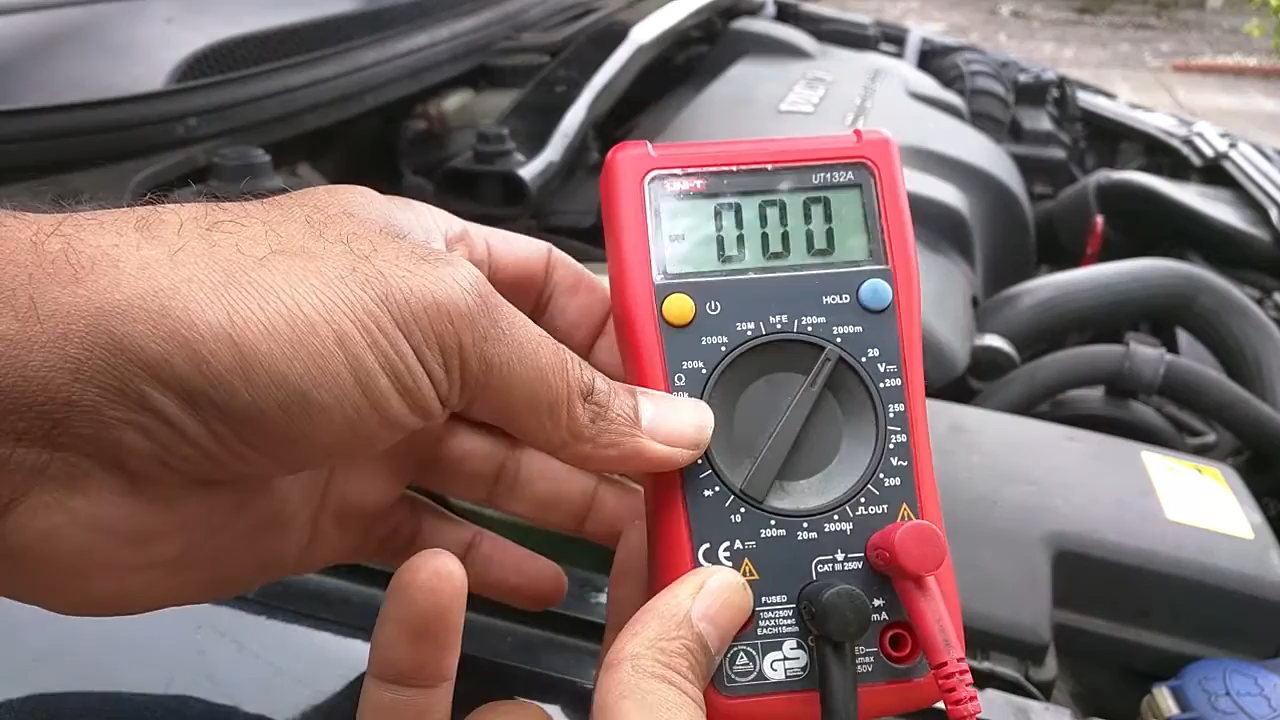 UNI-T UT132A
000
HOLD
hFE
20M 200m
2000k 2000m
200k 20
Ω V
200
250
250
V~
200
10 OUT
200m 20m 2000µ
A
CE
CAT III 250V
FUSED
10A/250V
MAX10sec
EACH15min
mA
GS